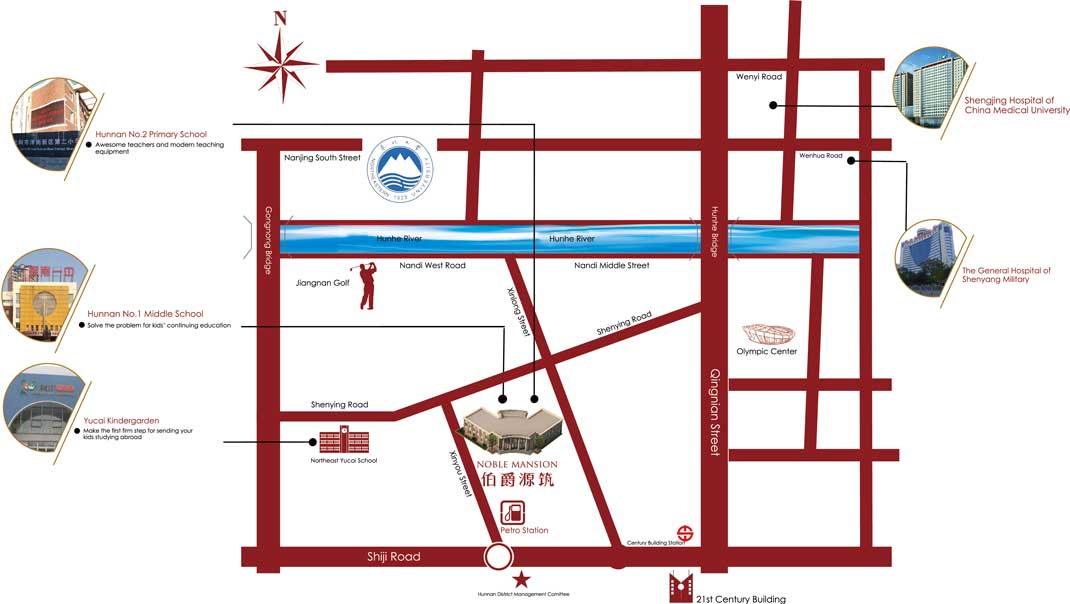 N
Wenyi Road
Shengjing Hospital of
China Medical University
Hunnan No.2 Primary School
Awesome teachers and modern teaching
equipment
Nanjing South Street
NORTHEASTERN 1923 UNIVERSITY
Wenhua Road
Gongnong Bridge
Hunhe River
Hunhe River
Hunhe Bridge
Nandi West Road
Nandi Middle Street
The General Hospital of
Shenyang Military
Jiangnan Golf
Xinlong Street
Hunnan No.1 Middle School
Solve the problem for kids' continuing education
Shenying Road
Olympic Center
Qingnian Street
Shenying Road
Yucai Kindergarden
Make the first firm step for sending your
kids studying abroad
Northeast Yucai School
Xinyou Street
NOBLE MANSION
伯爵源筑
Petro Station
Century Building Station
Shiji Road
Hunnan District Management Comittee
21st Century Building